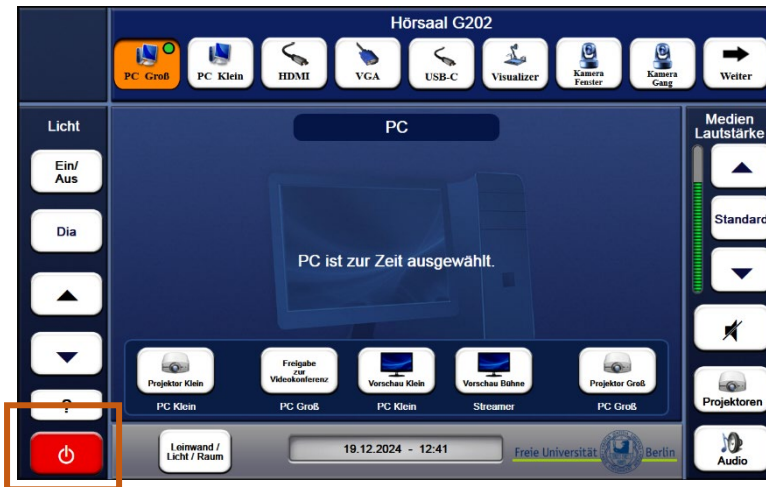 Hörsaal G202
PC Groß
PC Klein
HDMI
VGA
USB-C
Visualizer
Kamera
Fenster
Kamera
Gang
Weiter
Licht
Ein/
Aus
Dia
?
PC
PC ist zur Zeit ausgewählt.
Projektor Klein
PC Klein
Freigabe
zur
Videokonferenz
PC Groß
Vorschau Klein
PC Klein
Vorschau Bühne
Streamer
Projektor Groß
PC Groß
Medien
Lautstärke
Standard
Projektoren
Audio
Leinwand /
Licht / Raum
19.12.2024 - 12:41
Freie Universität Berlin